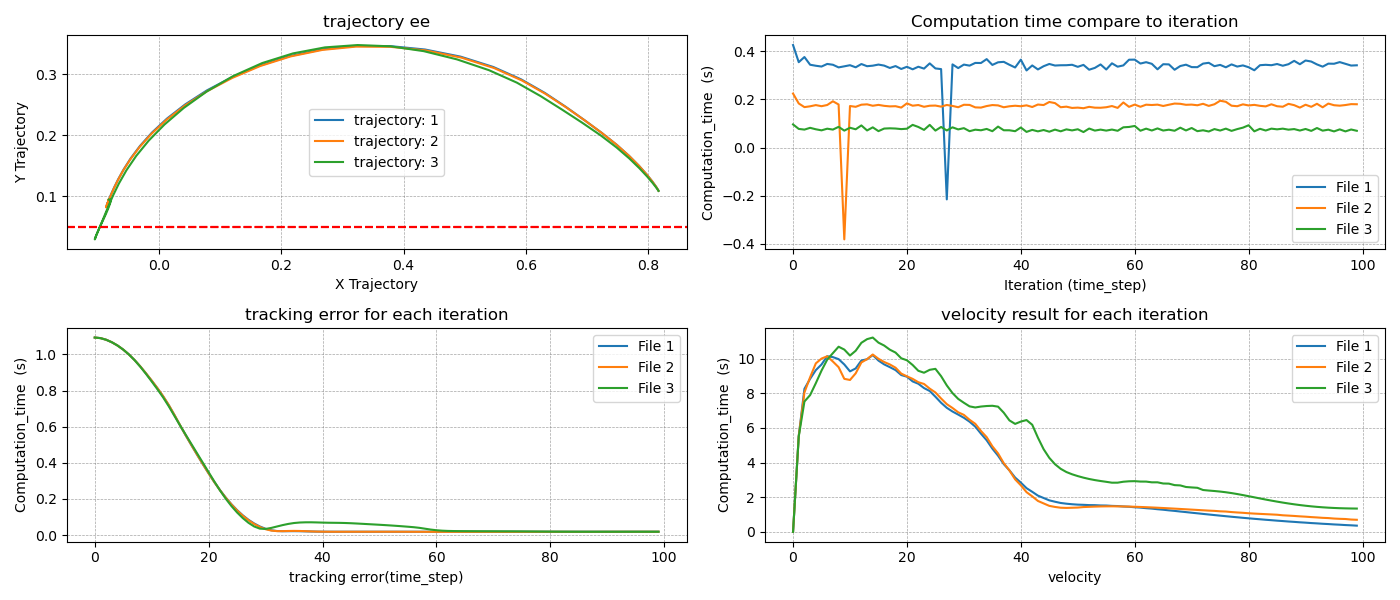 trajectory ee
Y Trajectory
0.3
0.2
0.1
trajectory: 1
trajectory: 2
trajectory: 3
0.0
0.2
0.4
0.6
0.8
X Trajectory
Computation time compare to iteration
Computation_time  (s)
0.4
0.2
0.0
−0.2
−0.4
File 1
File 2
File 3
0
20
40
60
80
100
Iteration (time_step)
tracking error for each iteration
Computation_time  (s)
1.0
0.8
0.6
0.4
0.2
0.0
File 1
File 2
File 3
0
20
40
60
80
100
tracking error(time_step)
velocity result for each iteration
Computation_time  (s)
10
8
6
4
2
0
File 1
File 2
File 3
0
20
40
60
80
100
velocity